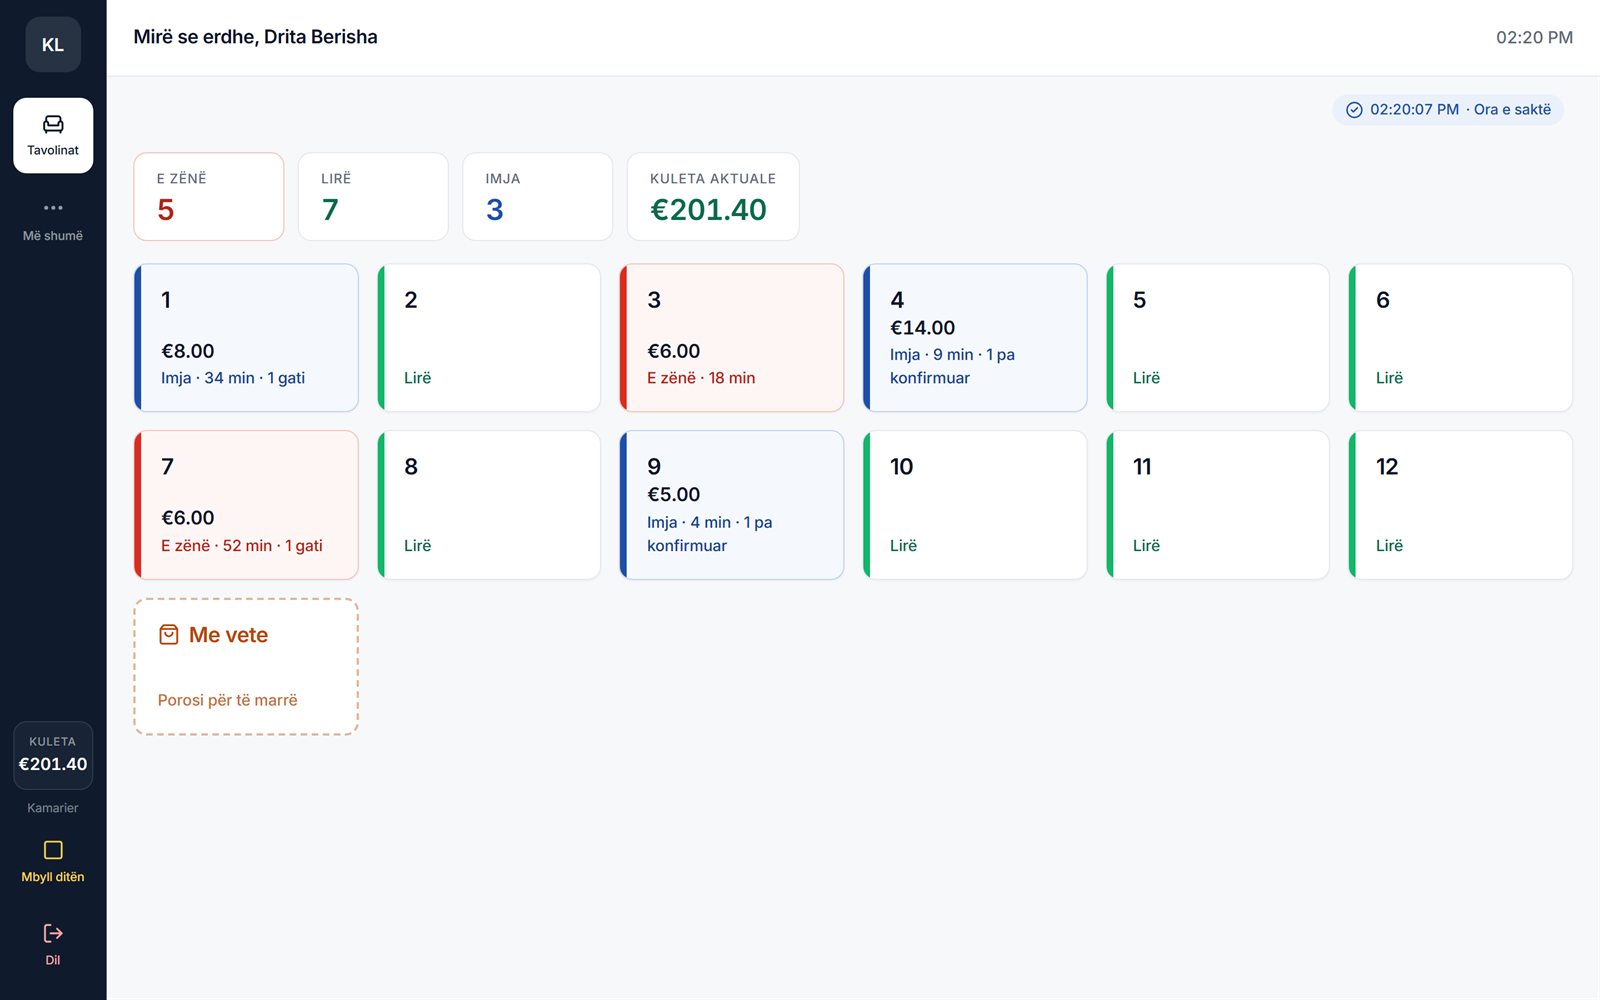 KL
Tavolinat
Më shumë
KULETA
€201.40
Kamarier
Mbyll ditën
Dil
Mirë se erdhe, Drita Berisha
02:20 PM
02:20:07 PM · Ora e saktë
E ZËNË
5
LIRË
7
IMJA
3
KULETA AKTUALE
€201.40
1
€8.00
Imja · 34 min · 1 gati
2
Lirë
3
€6.00
E zënë · 18 min
4
€14.00
Imja · 9 min · 1 pa
konfirmuar
5
Lirë
6
Lirë
7
€6.00
E zënë · 52 min · 1 gati
8
Lirë
9
€5.00
Imja · 4 min · 1 pa
konfirmuar
10
Lirë
11
Lirë
12
Lirë
Me vete
Porosi për të marrë